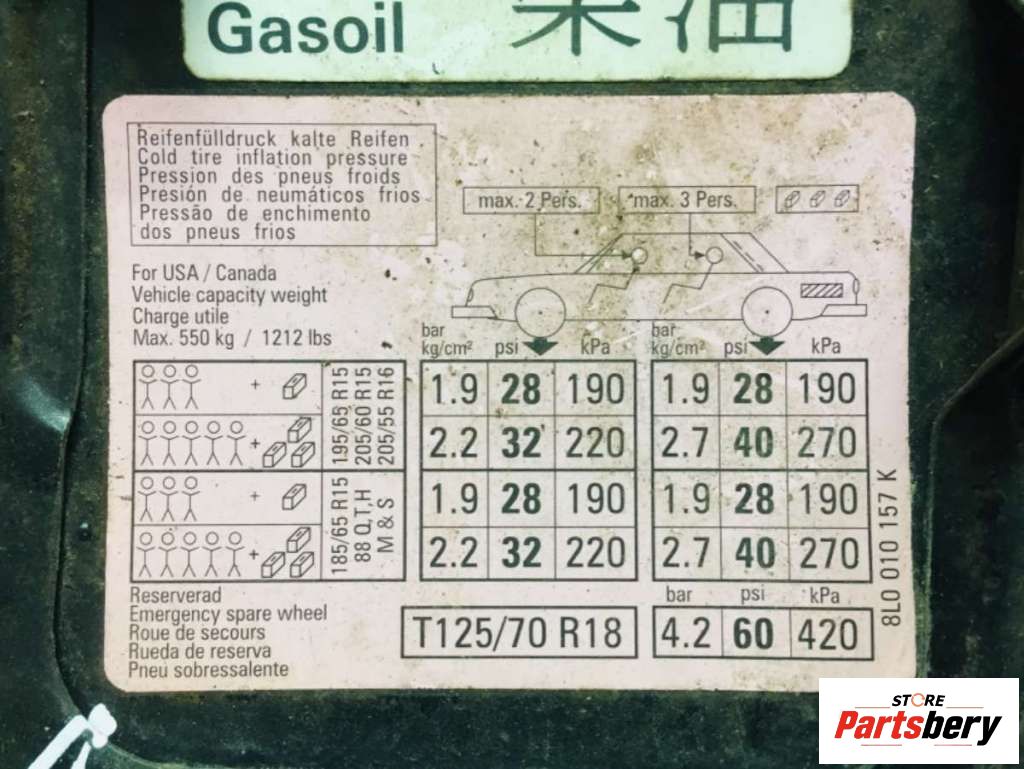 Gasoil 柴油
Reifenfülldruck kalte Reifen
Cold tire inflation pressure
Pression des pneus froids
Presión de neumáticos frios
Pressão de enchimento
dos pneus frios
max. 2 Pers. max. 3 Pers.
For USA / Canada
Vehicle capacity weight
Charge utile
Max. 550 kg / 1212 lbs
bar bar
kg/cm² psi kPa kg/cm² psi kPa
+ 195/65 R15 205/60 R15 205/55 R16 1.9 28 190 1.9 28 190
+ 2.2 32 220 2.7 40 270
+ 185/65 R15 88 Q,T,H M & S 1.9 28 190 1.9 28 190
+ 2.2 32 220 2.7 40 270
8L0 010 157 K
Reserverad
Emergency spare wheel
Roue de secours
Rueda de reserva
Pneu sobressalente
bar psi kPa
T125/70 R18 4.2 60 420
STORE
Partsbery